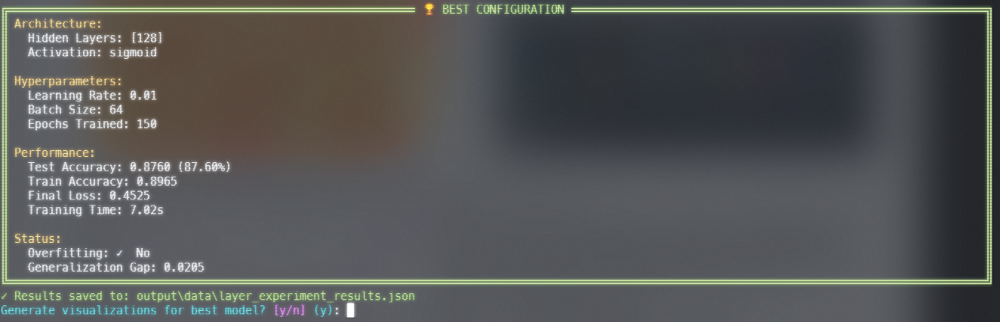 🏆 BEST CONFIGURATION
Architecture:
Hidden Layers: [128]
Activation: sigmoid
Hyperparameters:
Learning Rate: 0.01
Batch Size: 64
Epochs Trained: 150
Performance:
Test Accuracy: 0.8760 (87.60%)
Train Accuracy: 0.8965
Final Loss: 0.4525
Training Time: 7.02s
Status:
Overfitting: ✓ No
Generalization Gap: 0.0205
✓ Results saved to: output\data\layer_experiment_results.json
Generate visualizations for best model? [y/n] (y):